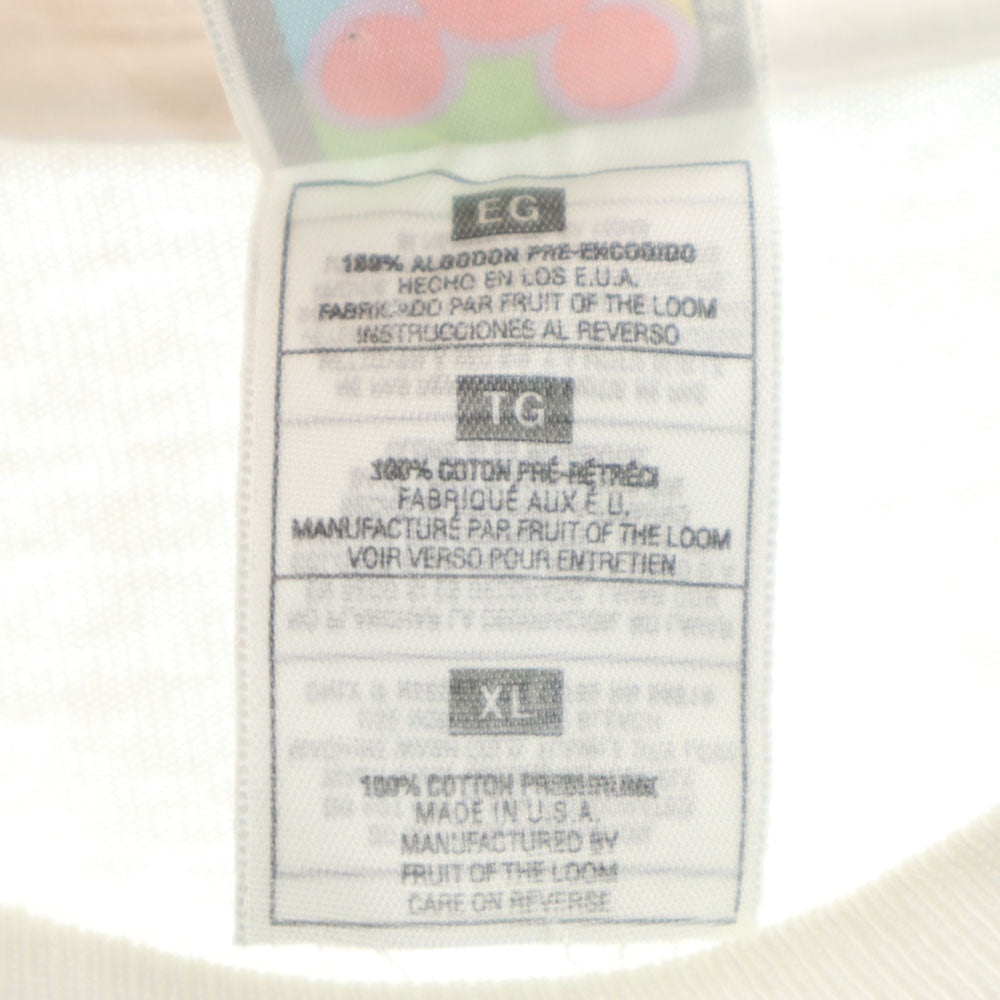 EG
100% ALGODON PRE-ENCOGIDO
HECHO EN LOS E.U.A.
FABRICADO PAR FRUIT OF THE LOOM
INSTRUCCIONES AL REVERSO
TG
100% COTON PRÉ-RÉTRÉCI
FABRIQUÉ AUX É.U.
MANUFACTURÉ PAR FRUIT OF THE LOOM
VOIR VERSO POUR ENTRETIEN
XL
100% COTTON PRESHRUNK
MADE IN U.S.A.
MANUFACTURED BY
FRUIT OF THE LOOM
CARE ON REVERSE